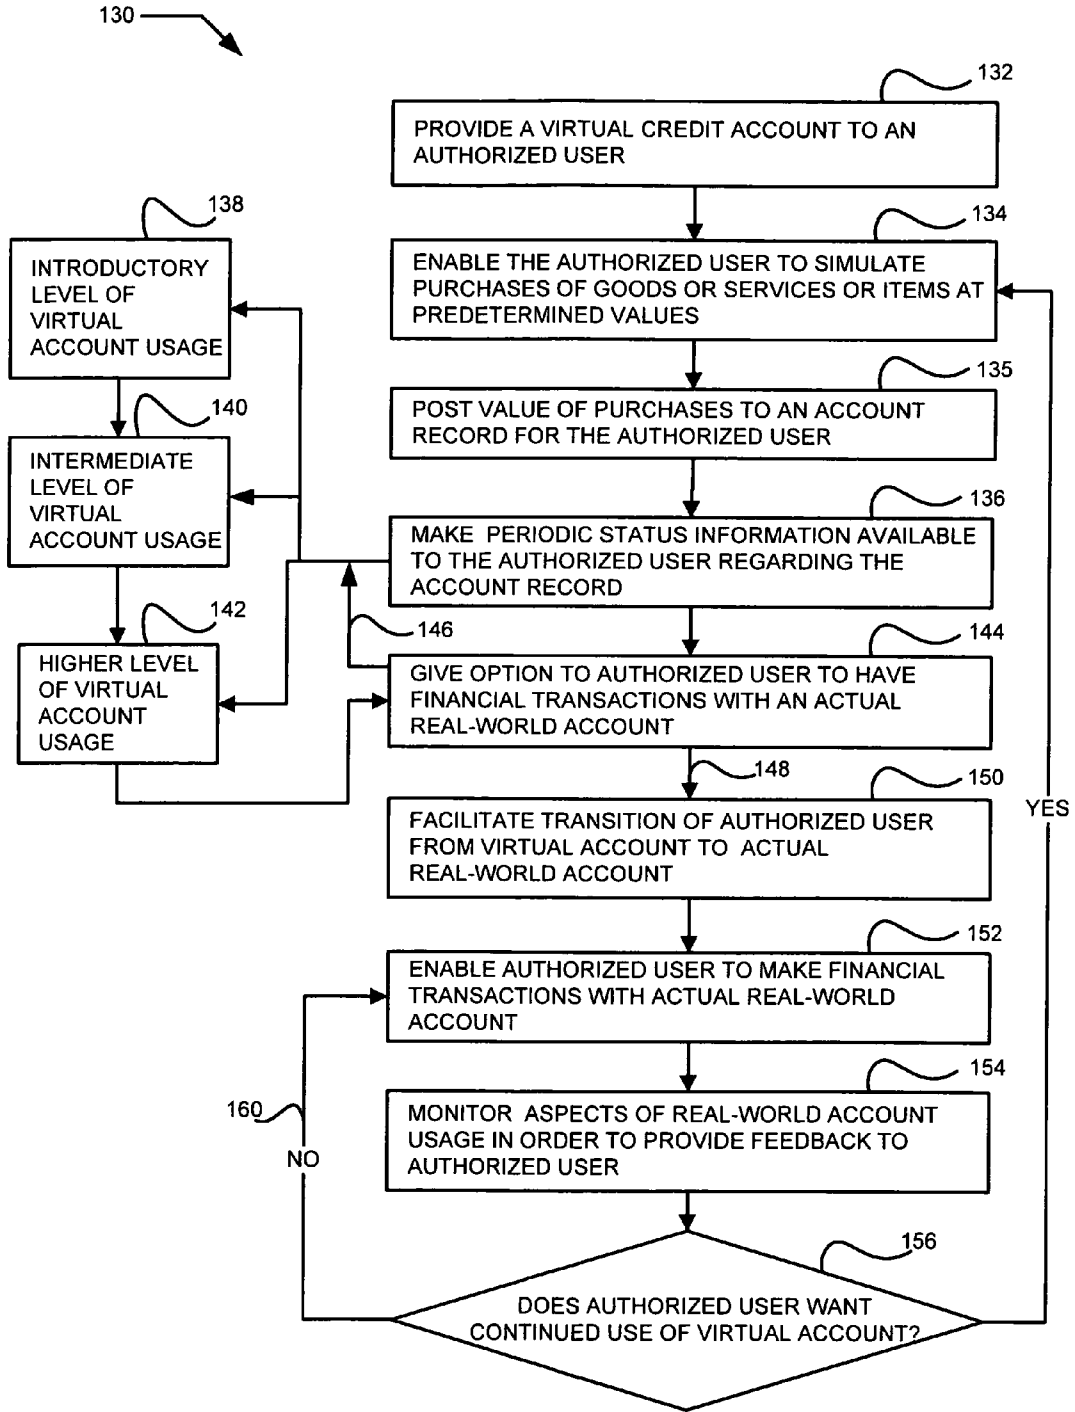 130
132
PROVIDE A VIRTUAL CREDIT ACCOUNT TO AN
AUTHORIZED USER
134
ENABLE THE AUTHORIZED USER TO SIMULATE
PURCHASES OF GOODS OR SERVICES OR ITEMS AT
PREDETERMINED VALUES
135
POST VALUE OF PURCHASES TO AN ACCOUNT
RECORD FOR THE AUTHORIZED USER
136
MAKE PERIODIC STATUS INFORMATION AVAILABLE
TO THE AUTHORIZED USER REGARDING THE
ACCOUNT RECORD
138
INTRODUCTORY
LEVEL OF
VIRTUAL
ACCOUNT USAGE
140
INTERMEDIATE
LEVEL OF
VIRTUAL
ACCOUNT USAGE
142
HIGHER LEVEL
OF VIRTUAL
ACCOUNT
USAGE
146
144
GIVE OPTION TO AUTHORIZED USER TO HAVE
FINANCIAL TRANSACTIONS WITH AN ACTUAL
REAL-WORLD ACCOUNT
148
150
FACILITATE TRANSITION OF AUTHORIZED USER
FROM VIRTUAL ACCOUNT TO ACTUAL
REAL-WORLD ACCOUNT
YES
152
ENABLE AUTHORIZED USER TO MAKE FINANCIAL
TRANSACTIONS WITH ACTUAL REAL-WORLD
ACCOUNT
154
MONITOR ASPECTS OF REAL-WORLD ACCOUNT
USAGE IN ORDER TO PROVIDE FEEDBACK TO
AUTHORIZED USER
160
NO
156
DOES AUTHORIZED USER WANT
CONTINUED USE OF VIRTUAL ACCOUNT?